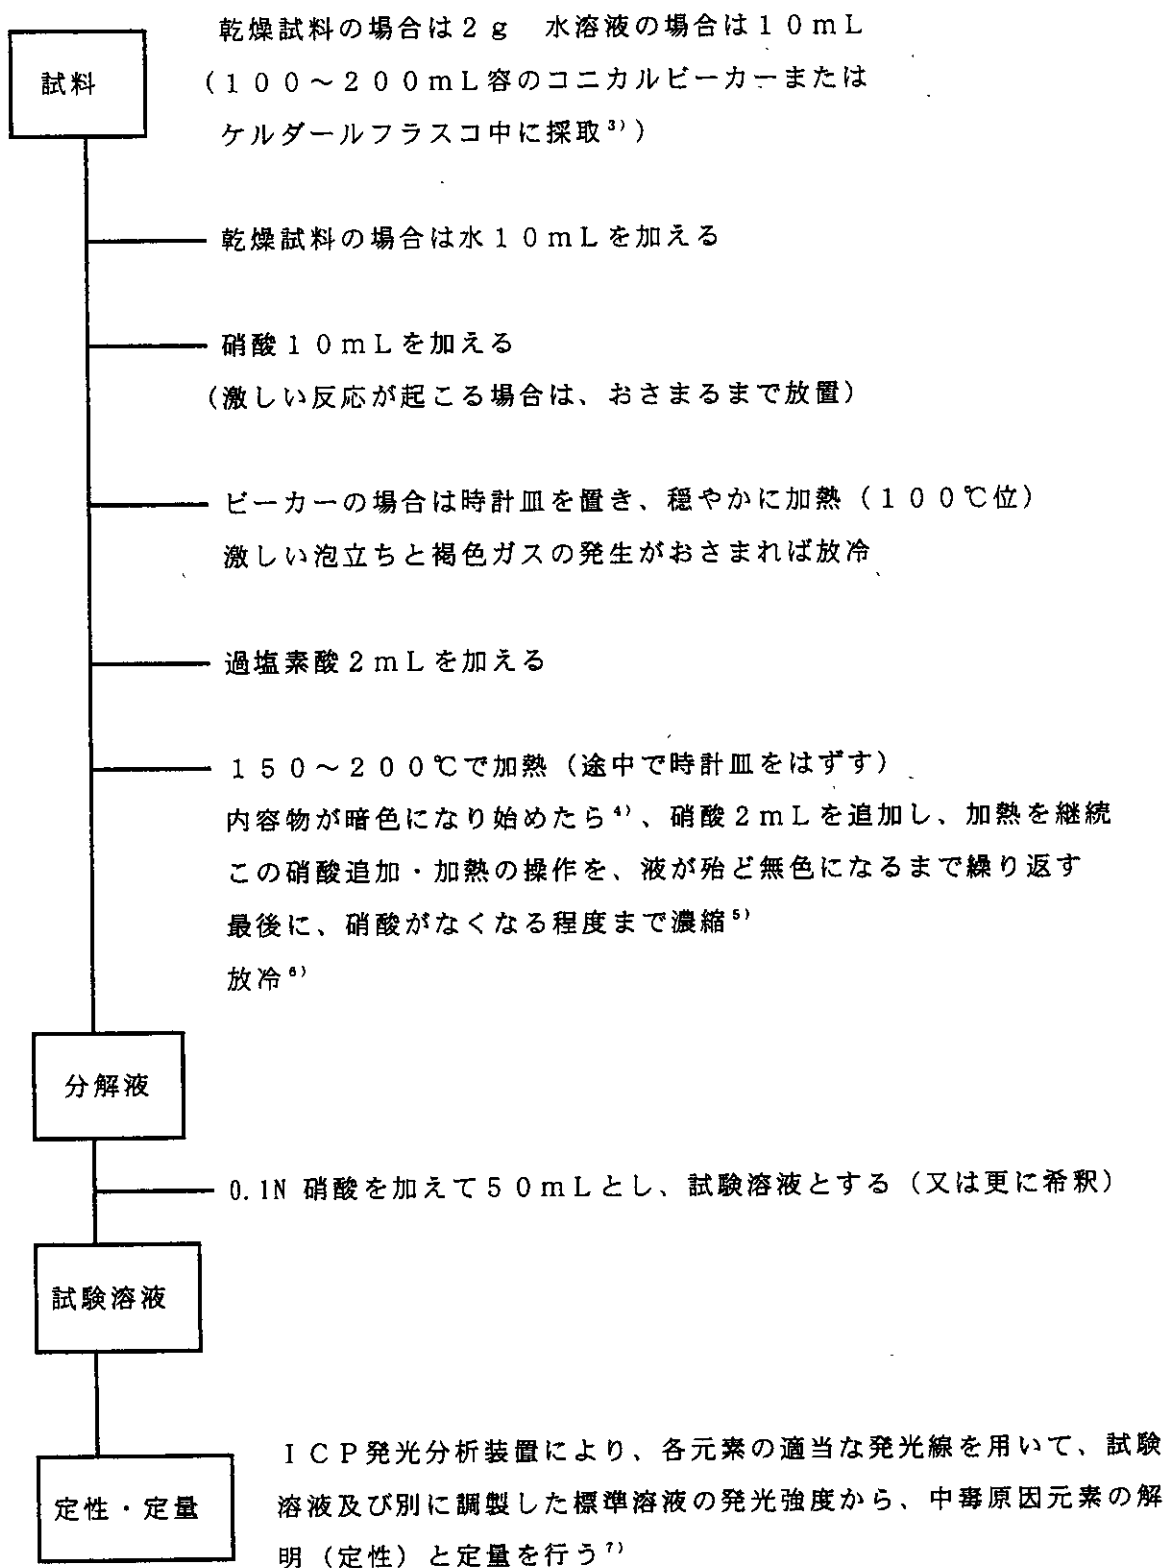 乾燥試料の場合は2g　水溶液の場合は10mL
試料
(100～200mL容のコニカルビーカーまたは
ケルダールフラスコ中に採取³⁾)
乾燥試料の場合は水10mLを加える
硝酸10mLを加える
(激しい反応が起こる場合は、おさまるまで放置)
ビーカーの場合は時計皿を置き、穏やかに加熱(100℃位)
激しい泡立ちと褐色ガスの発生がおさまれば放冷
過塩素酸2mLを加える
150～200℃で加熱(途中で時計皿をはずす)
内容物が暗色になり始めたら⁴⁾、硝酸2mLを追加し、加熱を継続
この硝酸追加・加熱の操作を、液が殆ど無色になるまで繰り返す
最後に、硝酸がなくなる程度まで濃縮⁵⁾
放冷⁶⁾
分解液
0.1N 硝酸を加えて50mLとし、試験溶液とする(又は更に希釈)
試験溶液
ICP発光分析装置により、各元素の適当な発光線を用いて、試験
定性・定量
溶液及び別に調製した標準溶液の発光強度から、中毒原因元素の解
明(定性)と定量を行う⁷⁾